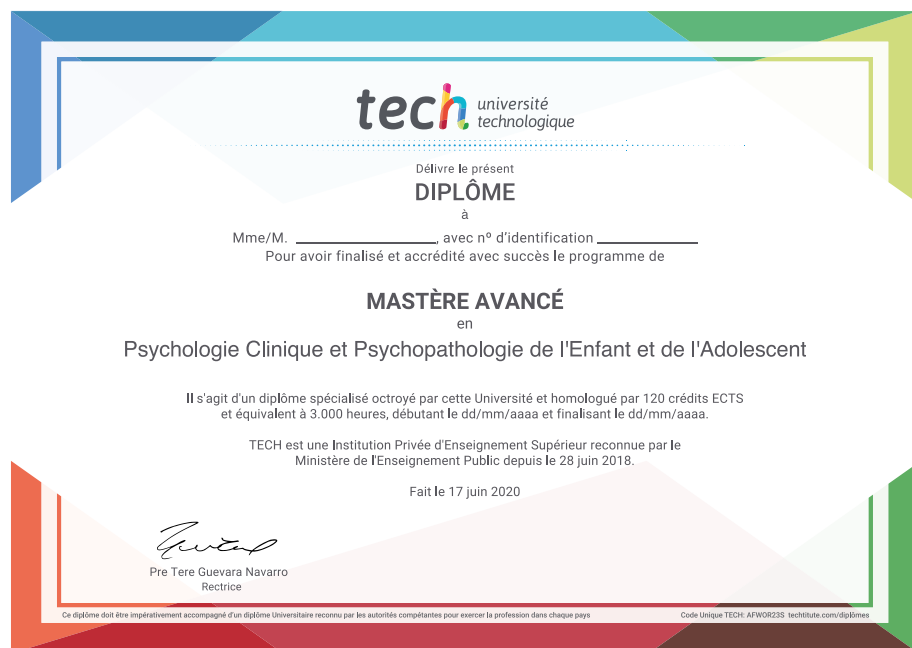 tech université
technologique
Délivre le présent
DIPLÔME
à
Mme/M. ____________, avec nº d'identification ____________
Pour avoir finalisé et accrédité avec succès le programme de
MASTÈRE AVANCÉ
en
Psychologie Clinique et Psychopathologie de l'Enfant et de l'Adolescent
Il s'agit d'un diplôme spécialisé octroyé par cette Université et homologué par 120 crédits ECTS
et équivalent à 3.000 heures, débutant le dd/mm/aaaa et finalisant le dd/mm/aaaa.
TECH est une Institution Privée d'Enseignement Supérieur reconnue par le
Ministère de l'Enseignement Public depuis le 28 juin 2018.
Fait le 17 juin 2020
Pre Tere Guevara Navarro
Rectrice
Ce diplôme doit être impérativement accompagné d'un diplôme Universitaire reconnu par les autorités compétentes pour exercer la profession dans chaque pays
Code Unique TECH: AFWOR23S techtitute.com/diplômes